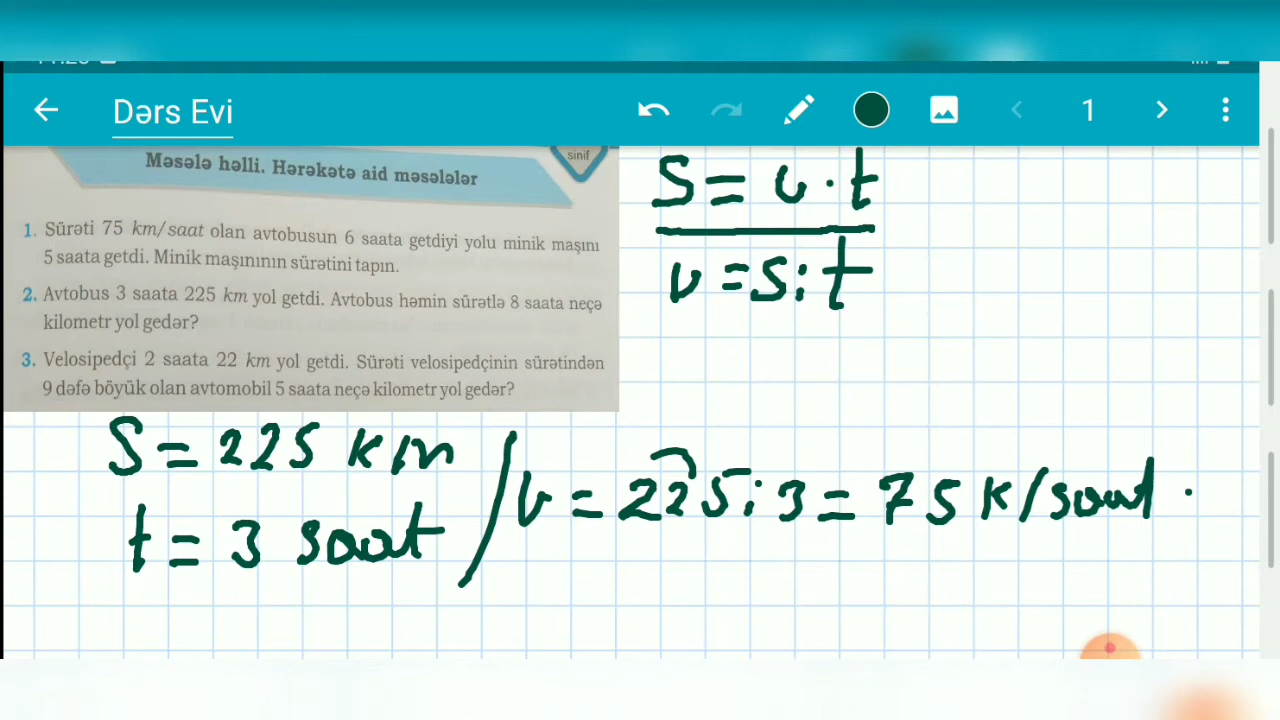 Dərs Evi
1
Məsələ həlli. Hərəkətə aid məsələlər
sinif
1. Sürəti 75 km/saat olan avtobusun 6 saata getdiyi yolu minik maşını
5 saata getdi. Minik maşınının sürətini tapın.
2. Avtobus 3 saata 225 km yol getdi. Avtobus həmin sürətlə 8 saata neçə
kilometr yol gedər?
3. Velosipedçi 2 saata 22 km yol getdi. Sürəti velosipedçinin sürətindən
9 dəfə böyük olan avtomobil 5 saata neçə kilometr yol gedər?
S = v · t
v = S : t
S = 225 km
t = 3 saat
v = 225 : 3 = 75 k/saat ·